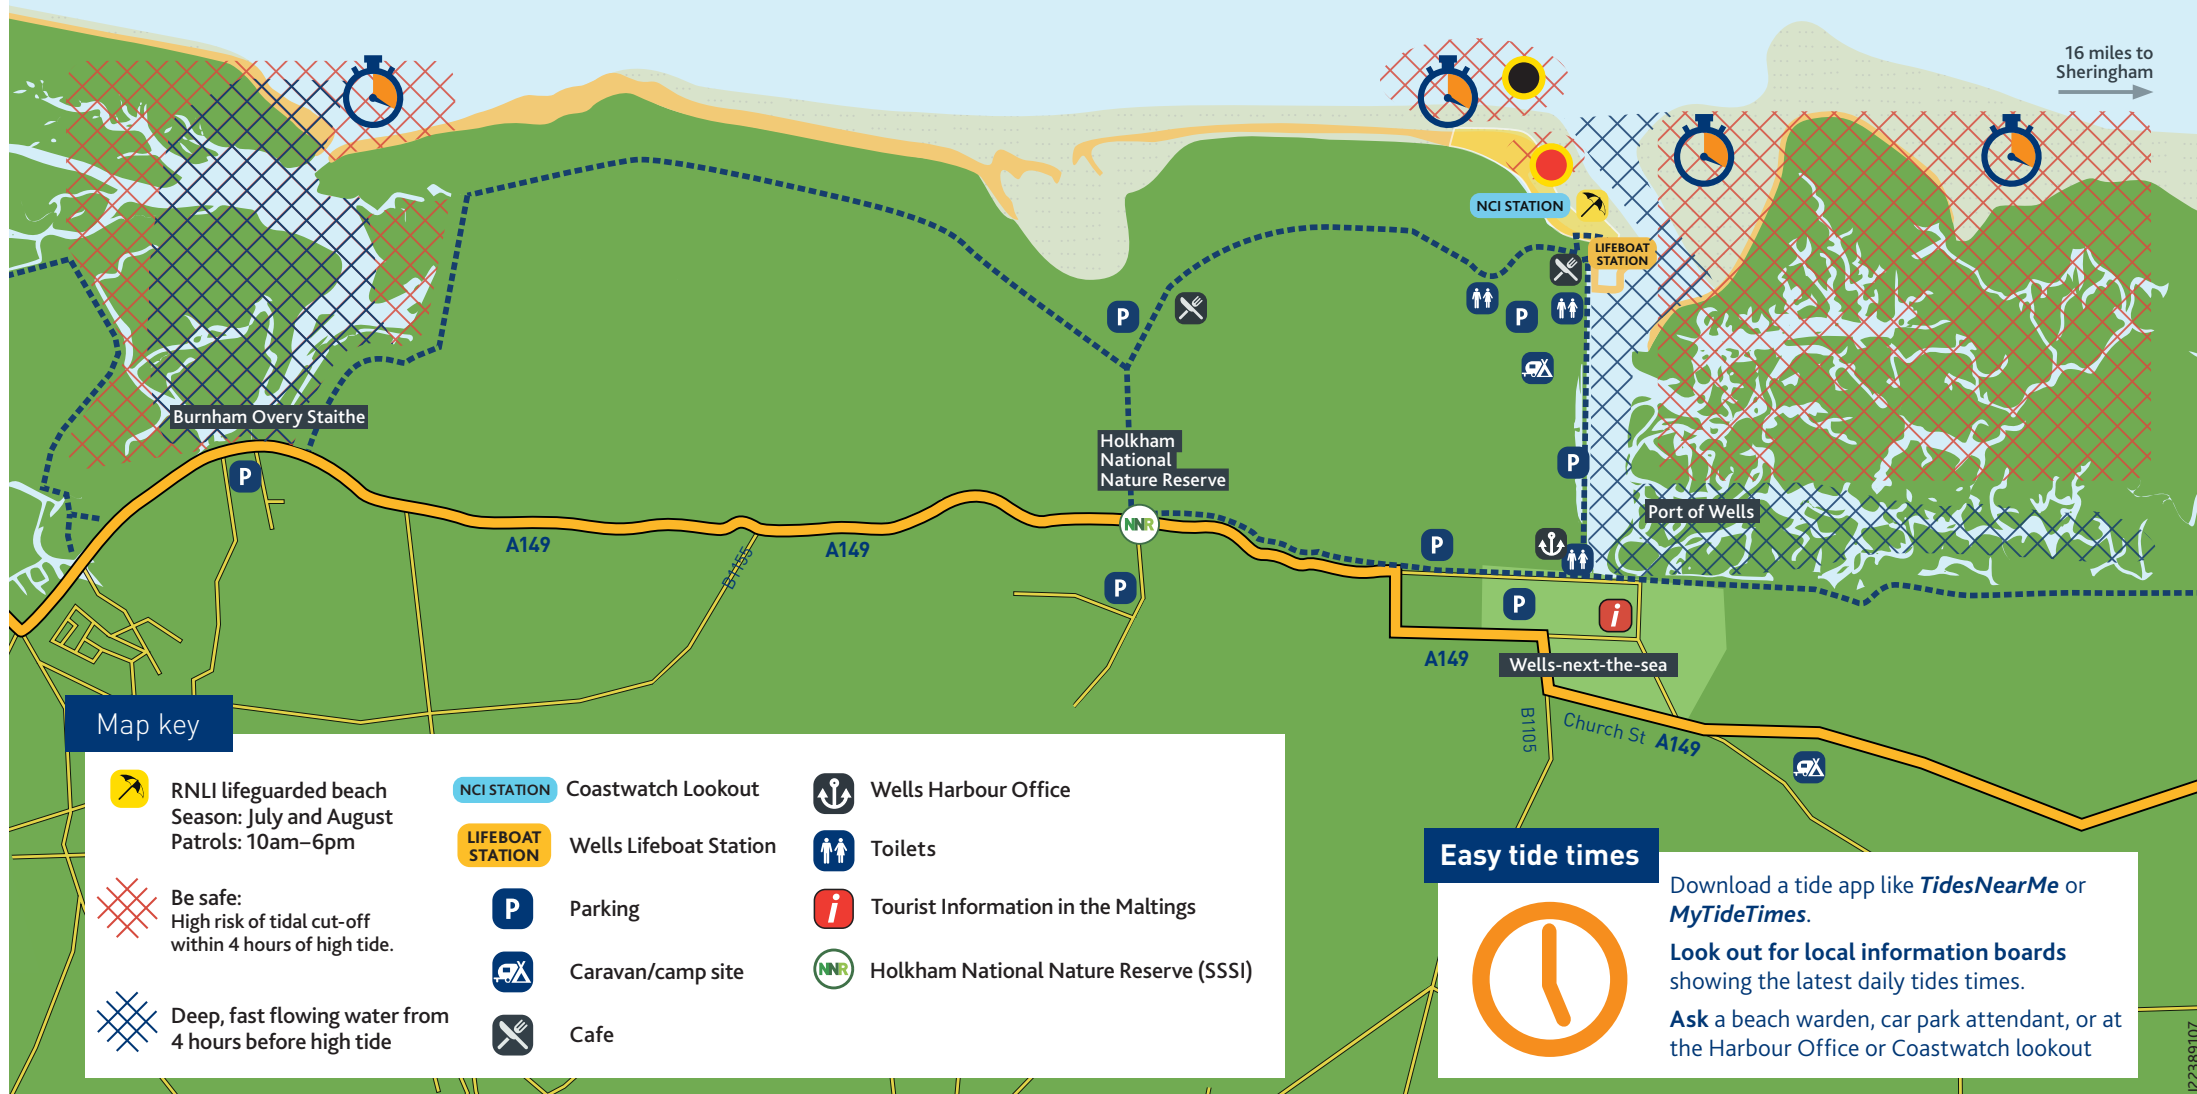 16 miles to
Sheringham
NCI STATION
LIFEBOAT
STATION
P
P
P
Burnham Overy Staithe
P
Holkham
National
Nature Reserve
NNR
Port of Wells
A149
A149
B1155
P
P
P
i
A149
Wells-next-the-sea
B1105
Church St A149
Map key
RNLI lifeguarded beach
Season: July and August
Patrols: 10am–6pm
Be safe:
High risk of tidal cut-off
within 4 hours of high tide.
Deep, fast flowing water from
4 hours before high tide
NCI STATION Coastwatch Lookout
LIFEBOAT
STATION
Wells Lifeboat Station
P Parking
Caravan/camp site
Cafe
Wells Harbour Office
Toilets
i Tourist Information in the Maltings
NNR Holkham National Nature Reserve (SSSI)
Easy tide times
Download a tide app like TidesNearMe or
MyTideTimes.
Look out for local information boards
showing the latest daily tides times.
Ask a beach warden, car park attendant, or at
the Harbour Office or Coastwatch lookout
J22389107